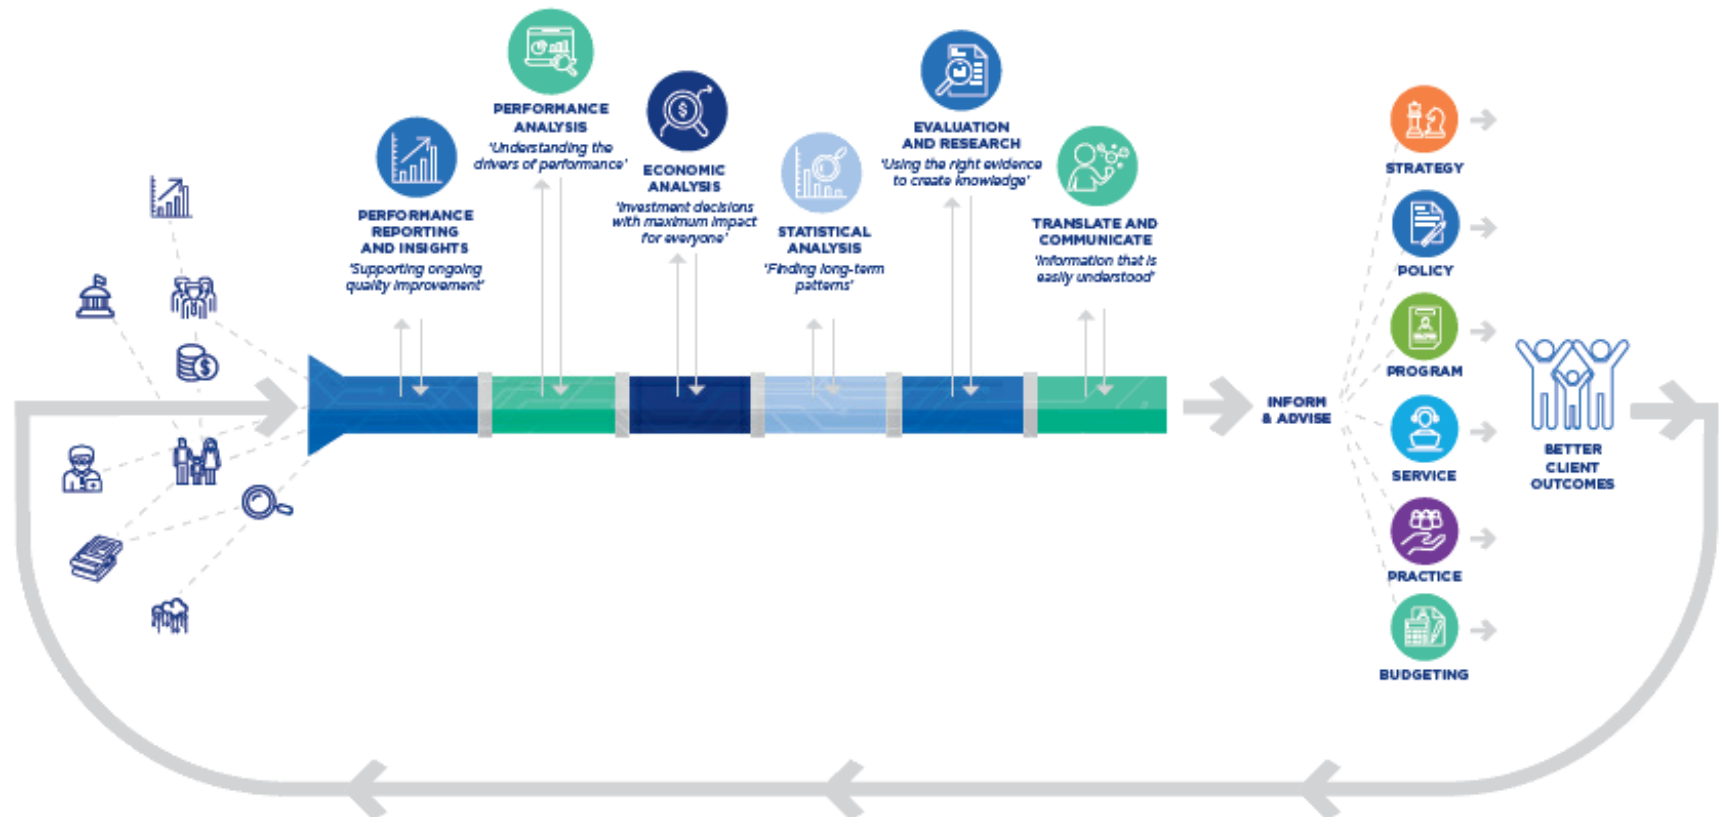 PERFORMANCE
REPORTING
AND INSIGHTS
'Supporting ongoing
quality improvement'
PERFORMANCE
ANALYSIS
'Understanding the
drivers of performance'
ECONOMIC
ANALYSIS
'Investment decisions
with maximum impact
for everyone'
STATISTICAL
ANALYSIS
'Finding long-term
patterns'
EVALUATION
AND RESEARCH
'Using the right evidence
to create knowledge'
TRANSLATE AND
COMMUNICATE
'Information that is
easily understood'
INFORM
& ADVISE
STRATEGY
POLICY
PROGRAM
SERVICE
PRACTICE
BUDGETING
BETTER
CLIENT
OUTCOMES